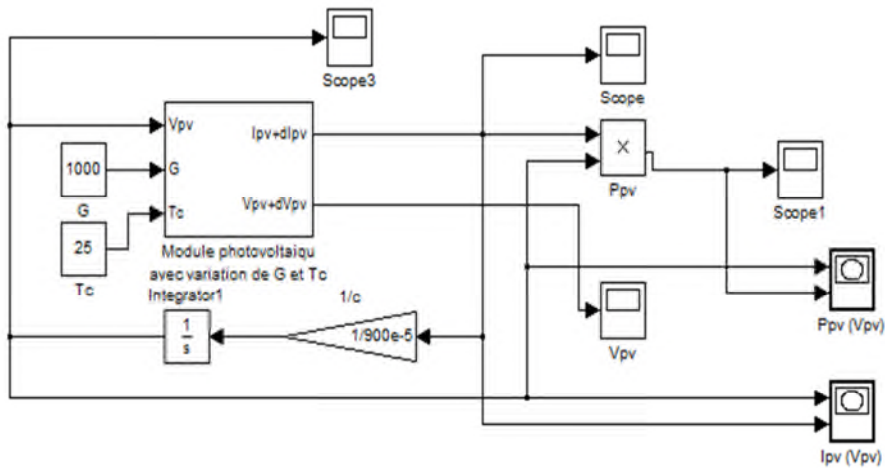 Scope3
Scope
Vpv
G
Tc
Ipv+dIpv
Vpv+dVpv
1000
G
25
Tc
X
Ppv
Scope1
Module photovoltaiqu
avec variation de G et Tc
Integrator1
1
s
1/c
1/900e-5
Vpv
Ppv (Vpv)
Ipv (Vpv)